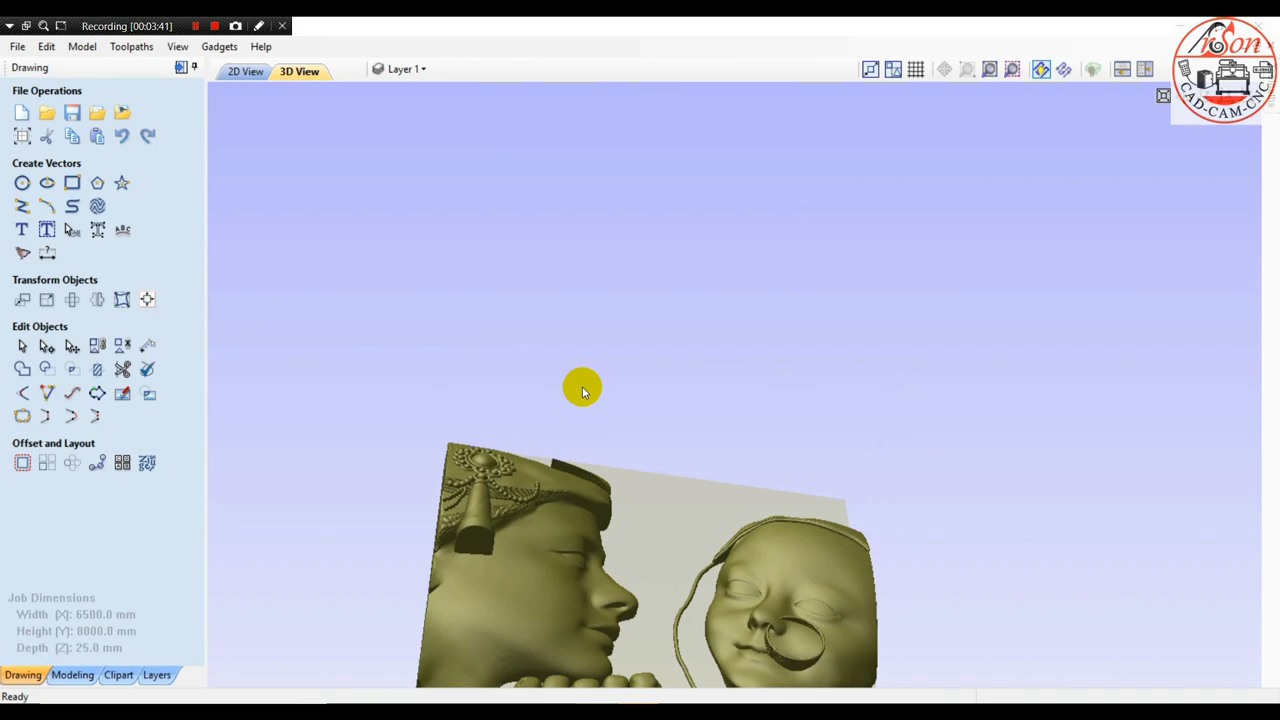 Recording [00:03:41]
File Edit Model Toolpaths View Gadgets Help
Drawing
2D View 3D View Layer 1
File Operations
Create Vectors
Transform Objects
Edit Objects
Offset and Layout
Job Dimensions
Width (X): 6500.0 mm
Height (Y): 8000.0 mm
Depth (Z): 25.0 mm
Drawing Modeling Clipart Layers
Ready
CAD-CAM-CNC